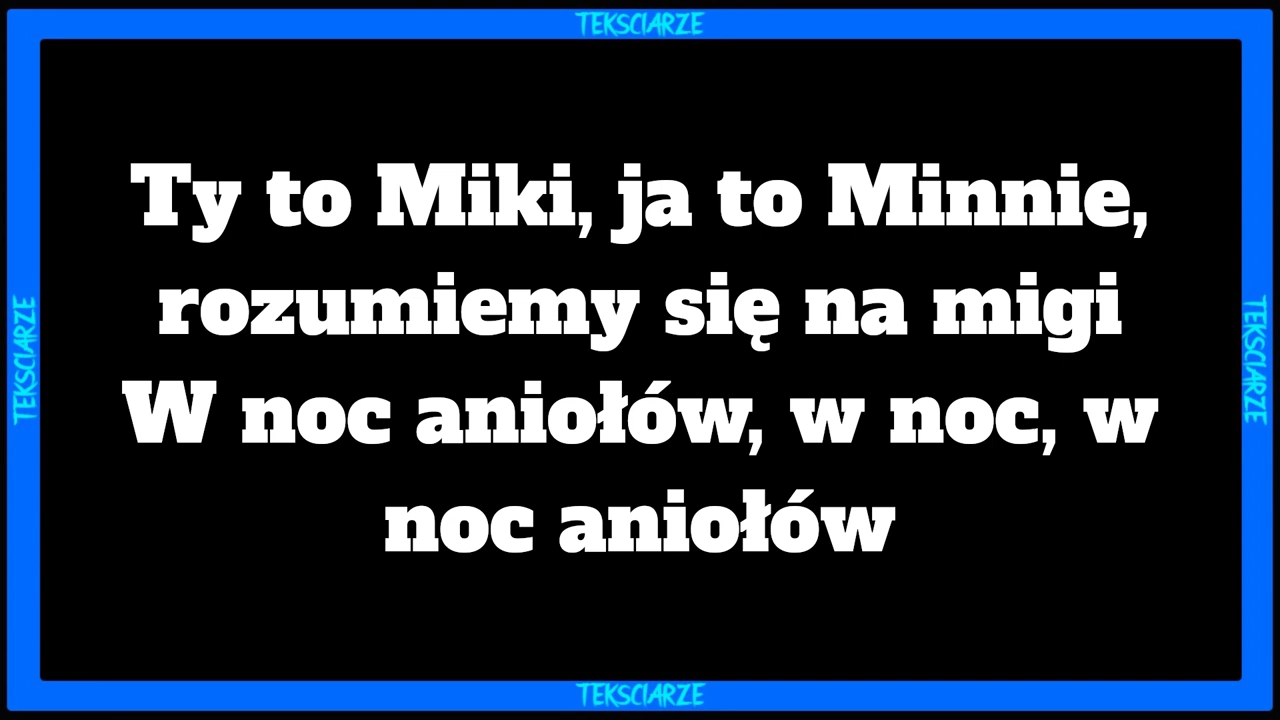 TEKSCIARZE
Ty to Miki, ja to Minnie,
rozumiemy się na migi
W noc aniołów, w noc, w
noc aniołów
TEKSCIARZE
TEKSCIARZE
TEKSCIARZE